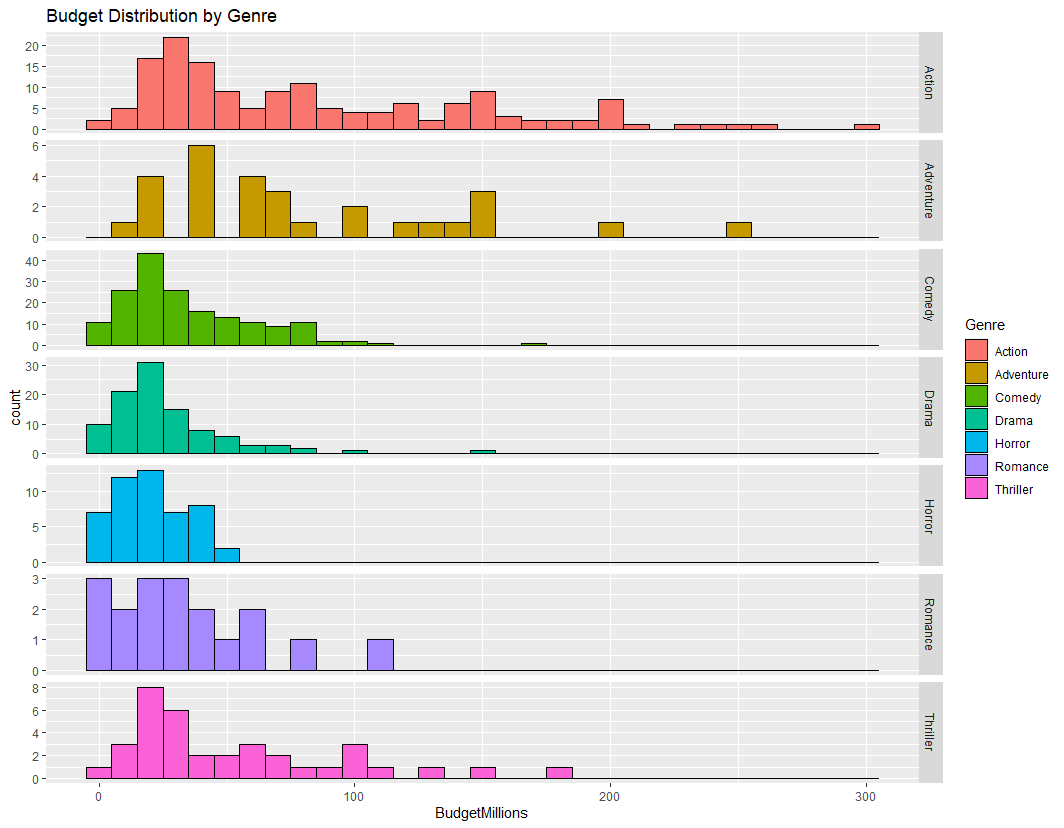 Budget Distribution by Genre
20
15
10
5
0
Action
6
4
2
0
Adventure
40
30
20
10
0
Comedy
30
20
10
0
Drama
10
5
0
Horror
3
2
1
0
Romance
8
6
4
2
0
Thriller
count
0 100 200 300
BudgetMillions
Genre
Action
Adventure
Comedy
Drama
Horror
Romance
Thriller